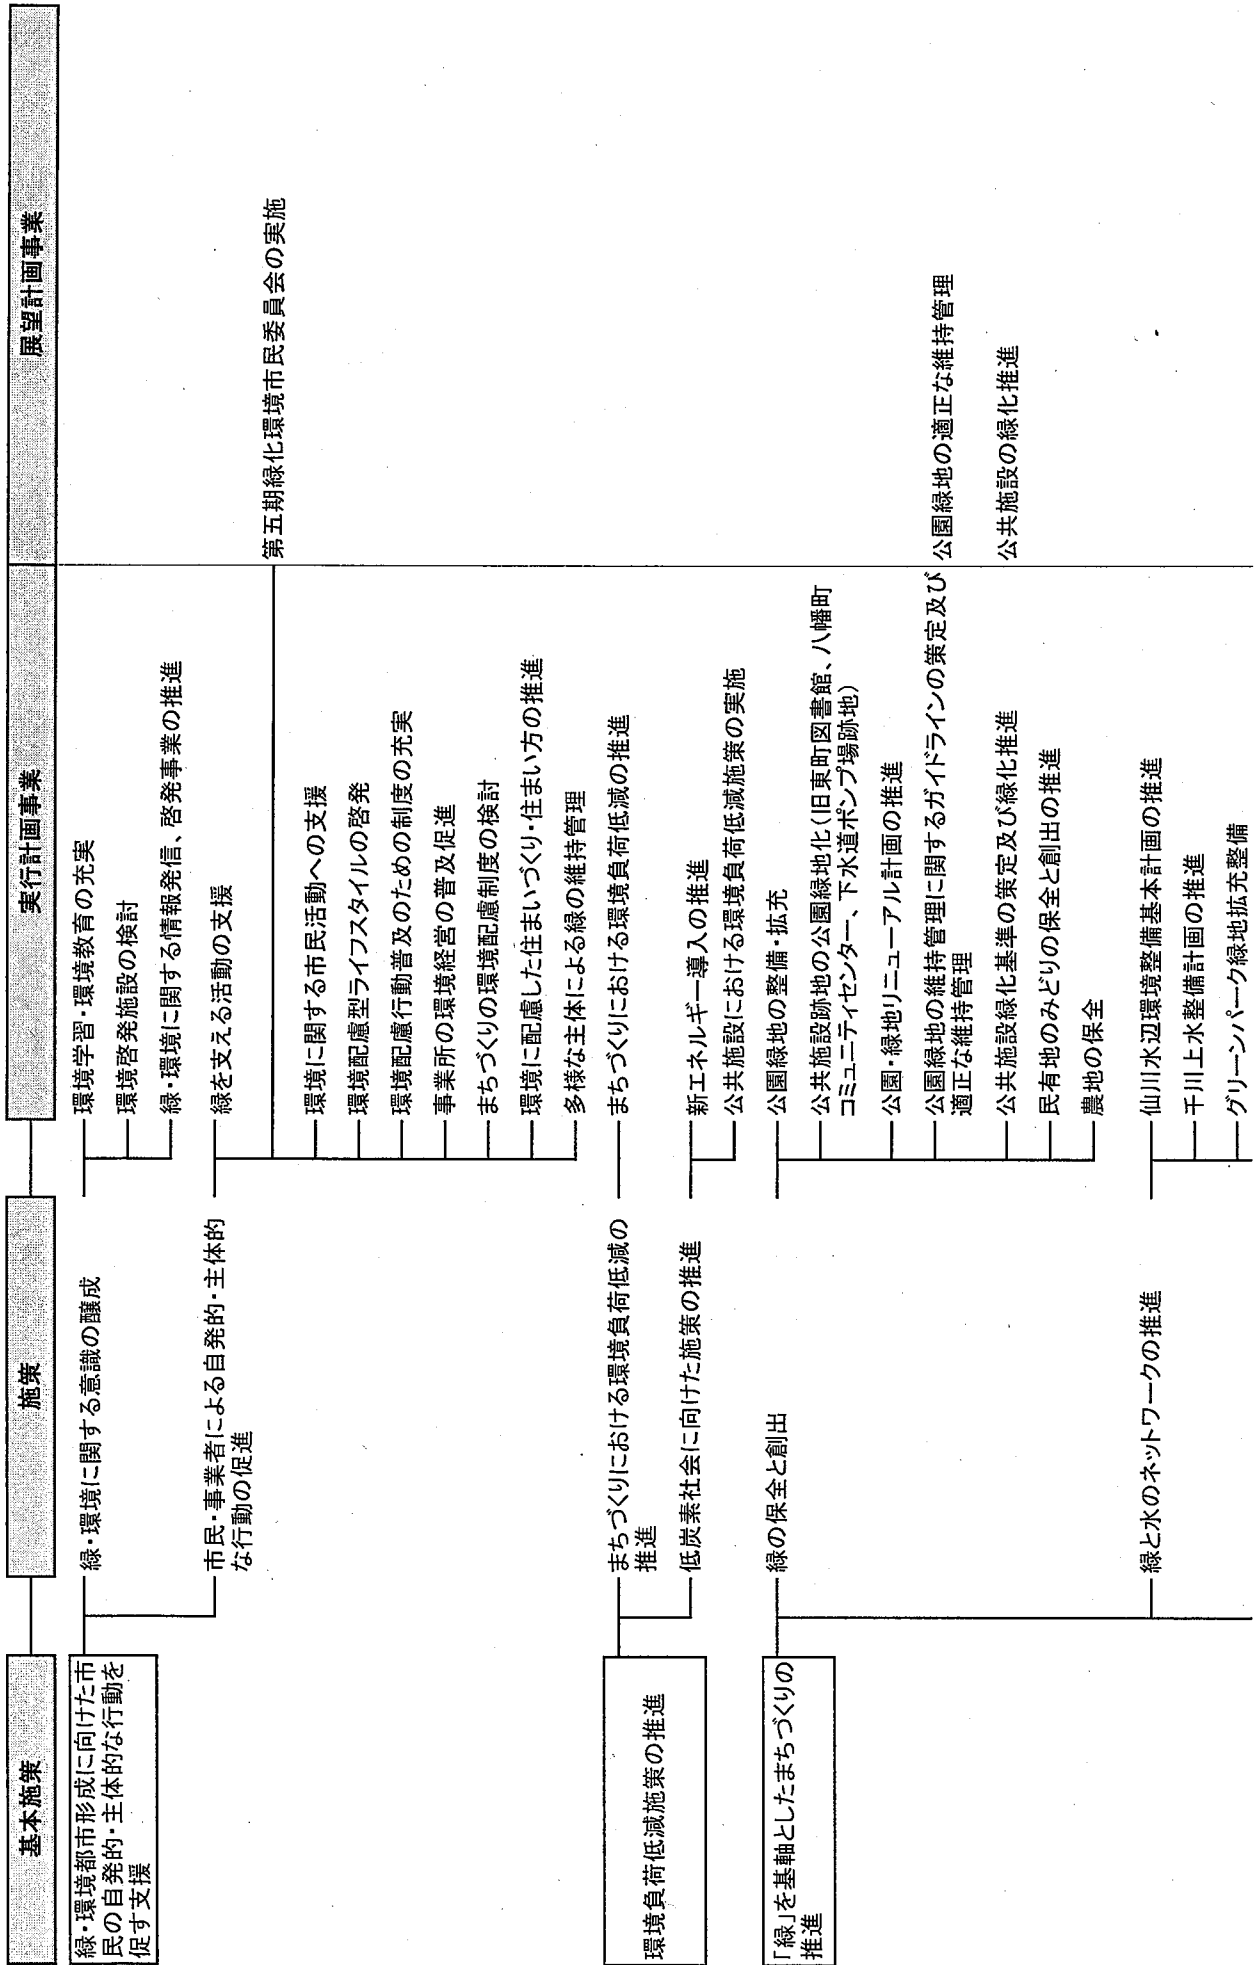 基本施策
施策
実行計画事業
展望計画事業
緑・環境都市形成に向けた市
民の自発的・主体的な行動を
促す支援
緑・環境に関する意識の醸成
環境学習・環境教育の充実
環境啓発施設の検討
緑・環境に関する情報発信、啓発事業の推進
市民・事業者による自発的・主体的
な行動の促進
緑を支える活動の支援
第五期緑化環境市民委員会の実施
環境に関する市民活動への支援
環境配慮型ライフスタイルの啓発
環境配慮行動普及のための制度の充実
事業所の環境経営の普及促進
まちづくりの環境配慮制度の検討
環境に配慮した住まいづくり・住まい方の推進
多様な主体による緑の維持管理
環境負荷低減施策の推進
まちづくりにおける環境負荷低減の
推進
まちづくりにおける環境負荷低減の推進
低炭素社会に向けた施策の推進
新エネルギー導入の推進
公共施設における環境負荷低減施策の実施
「緑」を基軸としたまちづくりの
推進
緑の保全と創出
公園緑地の整備・拡充
公共施設跡地の公園緑地化(旧東町図書館、八幡町
コミュニティセンター、下水道ポンプ場跡地)
公園・緑地リニューアル計画の推進
公園緑地の維持管理に関するガイドラインの策定及び
適正な維持管理
公園緑地の適正な維持管理
公共施設緑化基準の策定及び緑化推進
公共施設の緑化推進
民有地のみどりの保全と創出の推進
農地の保全
緑と水のネットワークの推進
仙川水辺環境整備基本計画の推進
千川上水整備計画の推進
グリーンパーク緑地拡充整備